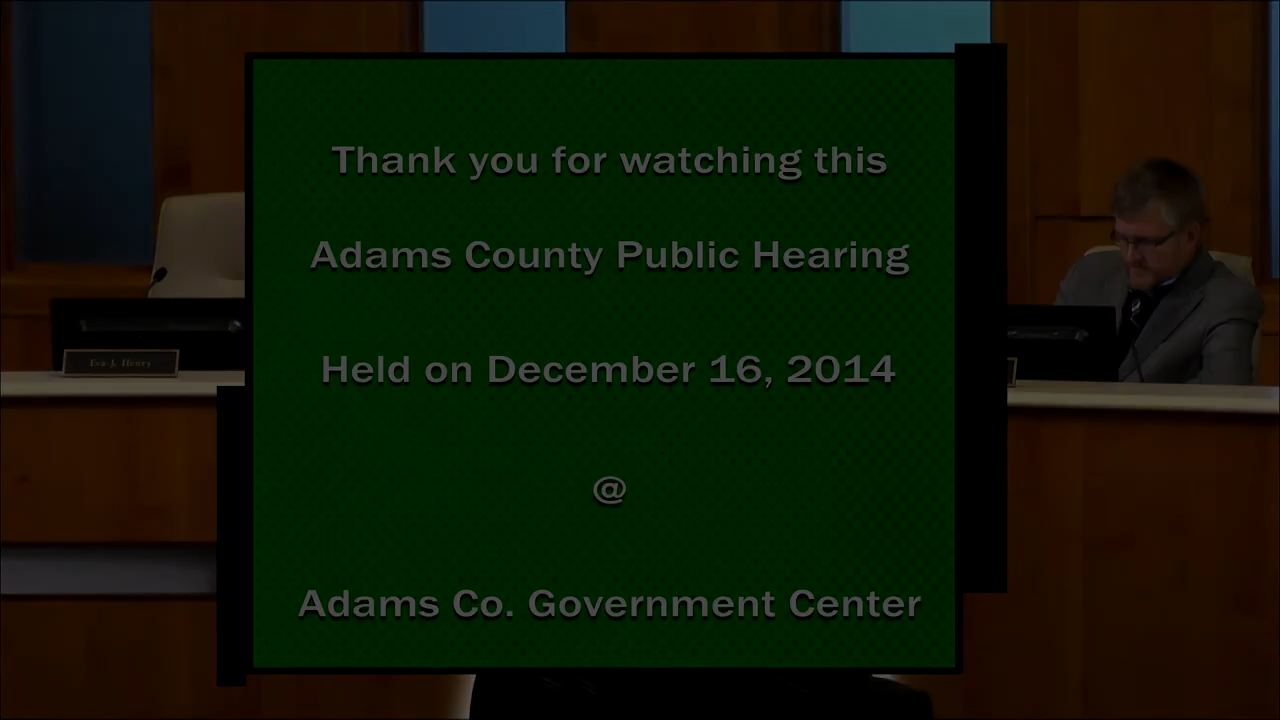 Thank you for watching this
Adams County Public Hearing
Held on December 16, 2014
@
Adams Co. Government Center
Eva J. Henry